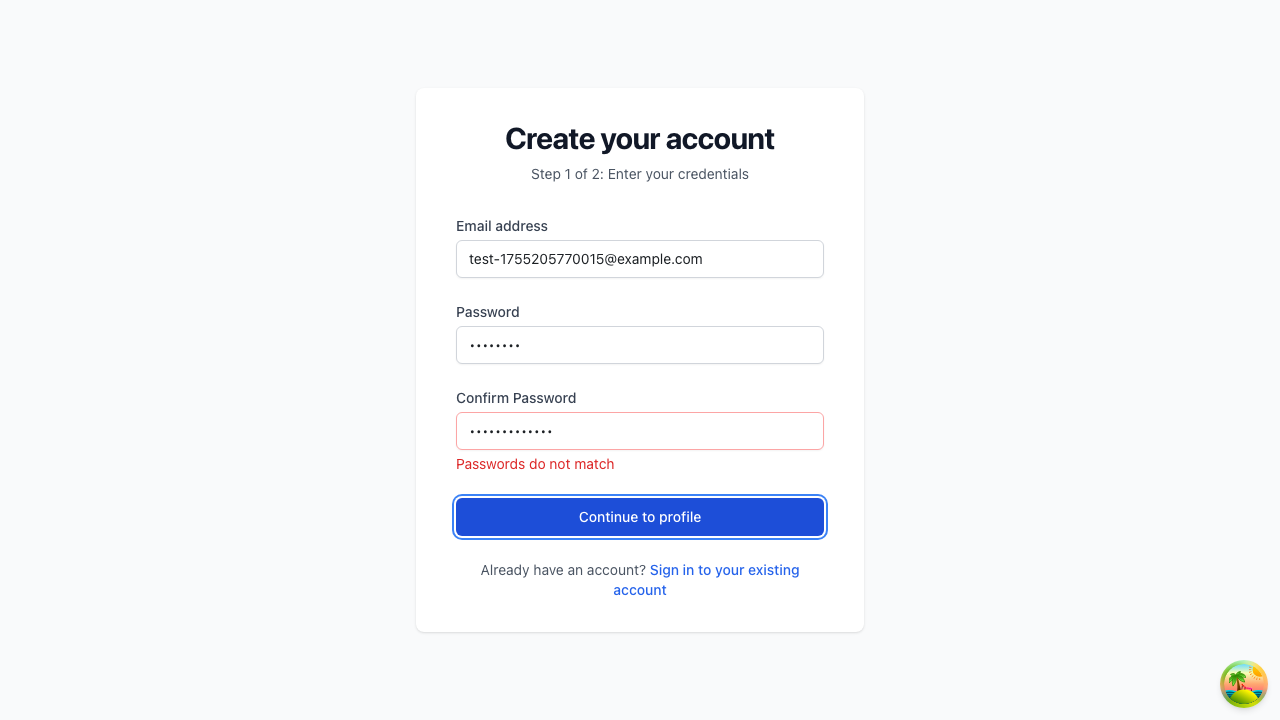 Create your account
Step 1 of 2: Enter your credentials
Email address
test-1755205770015@example.com
Password
••••••••
Confirm Password
•••••••••••••
Passwords do not match
Continue to profile
Already have an account? Sign in to your existing
account